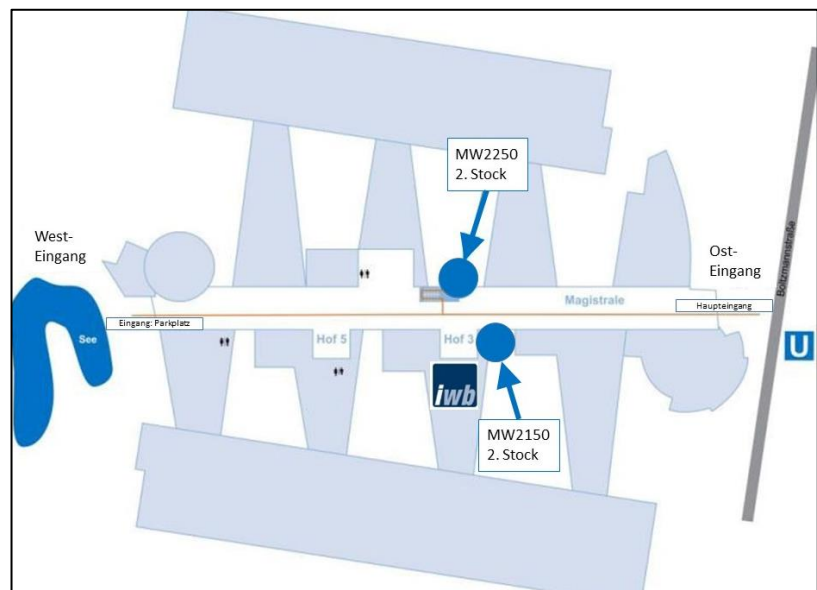 MW2250
2. Stock
West-
Eingang
Ost-
Eingang
Boltzmannstraße
Magistrale
Haupteingang
Eingang: Parkplatz
See
Hof 5
Hof 3
U
iwb
MW2150
2. Stock